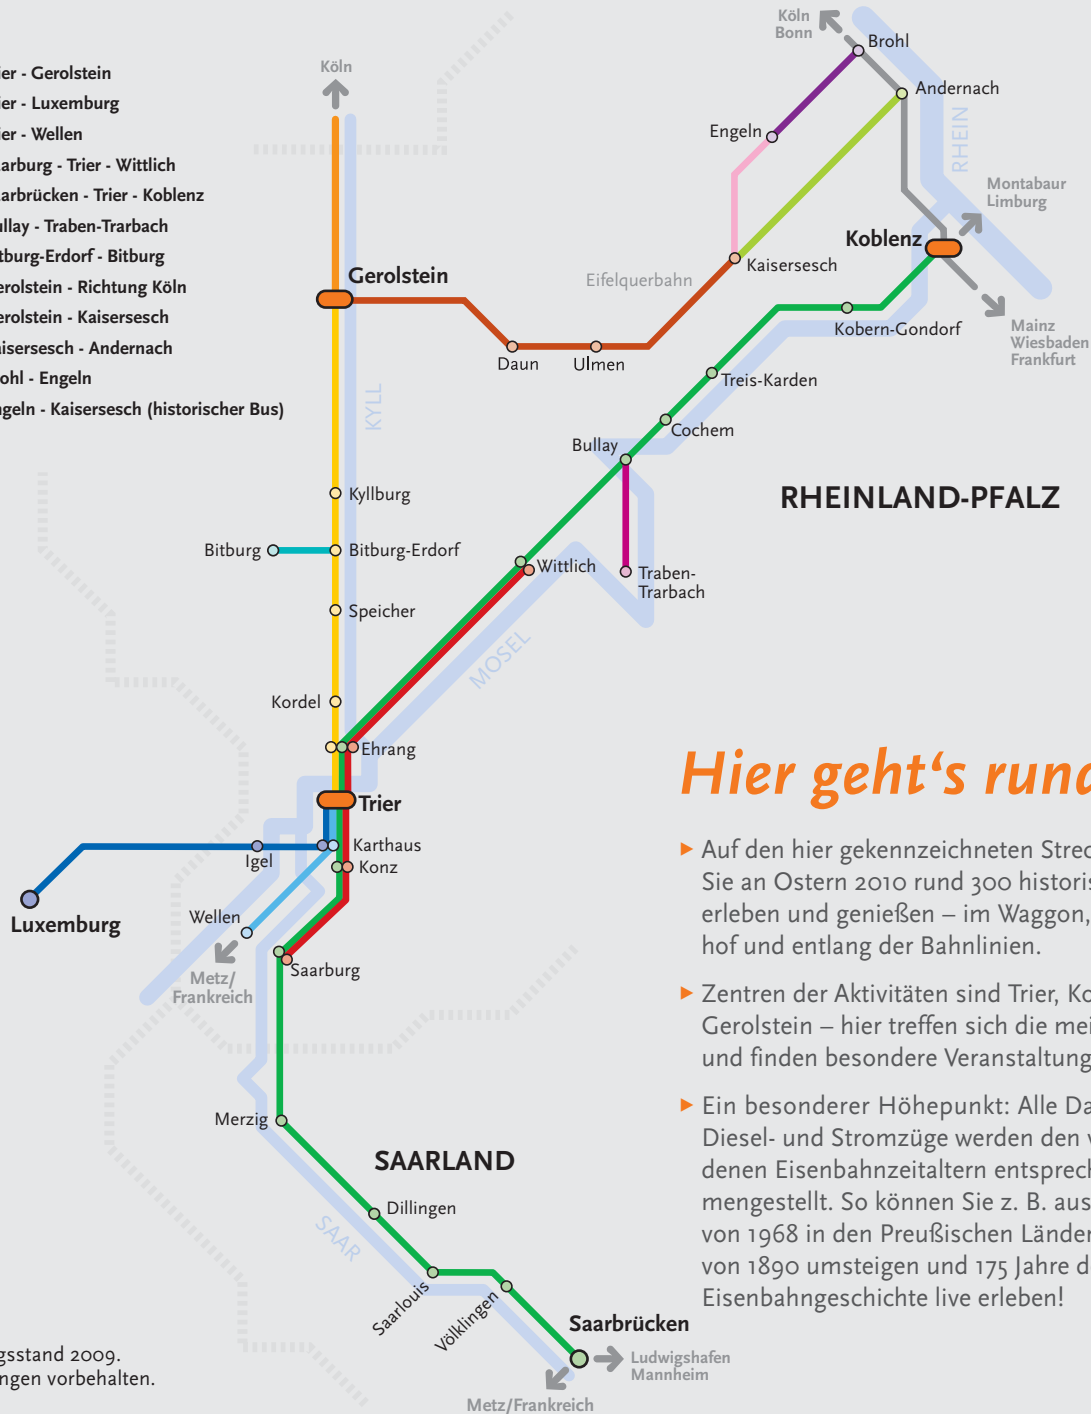 ier - Gerolstein
ier - Luxemburg
ier - Wellen
arburg - Trier - Wittlich
arbrücken - Trier - Koblenz
ullay - Traben-Trarbach
tburg-Erdorf - Bitburg
erolstein - Richtung Köln
erolstein - Kaisersesch
aisersesch - Andernach
ohl - Engeln
ngeln - Kaisersesch (historischer Bus)
Köln
Köln
Bonn
Brohl
Andernach
Engeln
RHEIN
Montabaur
Limburg
Koblenz
Kaisersesch
Gerolstein
Eifelquerbahn
Kobern-Gondorf
Mainz
Wiesbaden
Frankfurt
Daun
Ulmen
Treis-Karden
KYLL
Cochem
Bullay
Kyllburg
RHEINLAND-PFALZ
Bitburg
Bitburg-Erdorf
Wittlich
Traben-
Trarbach
Speicher
MOSEL
Kordel
Ehrang
Trier
Karthaus
Igel
Konz
Luxemburg
Wellen
Saarburg
Metz/
Frankreich
Merzig
SAARLAND
Dillingen
SAAR
Saarlouis
Völklingen
Saarbrücken
Ludwigshafen
Mannheim
Metz/Frankreich
Hier geht‘s rund
Auf den hier gekennzeichneten Strec
Sie an Ostern 2010 rund 300 historis
erleben und genießen – im Waggon,
hof und entlang der Bahnlinien.
Zentren der Aktivitäten sind Trier, Ko
Gerolstein – hier treffen sich die mei
und finden besondere Veranstaltung
Ein besonderer Höhepunkt: Alle Da
Diesel- und Stromzüge werden den v
denen Eisenbahnzeitaltern entsprech
mengestellt. So können Sie z. B. aus
von 1968 in den Preußischen Länder
von 1890 umsteigen und 175 Jahre d
Eisenbahngeschichte live erleben!
gsstand 2009.
ngen vorbehalten.